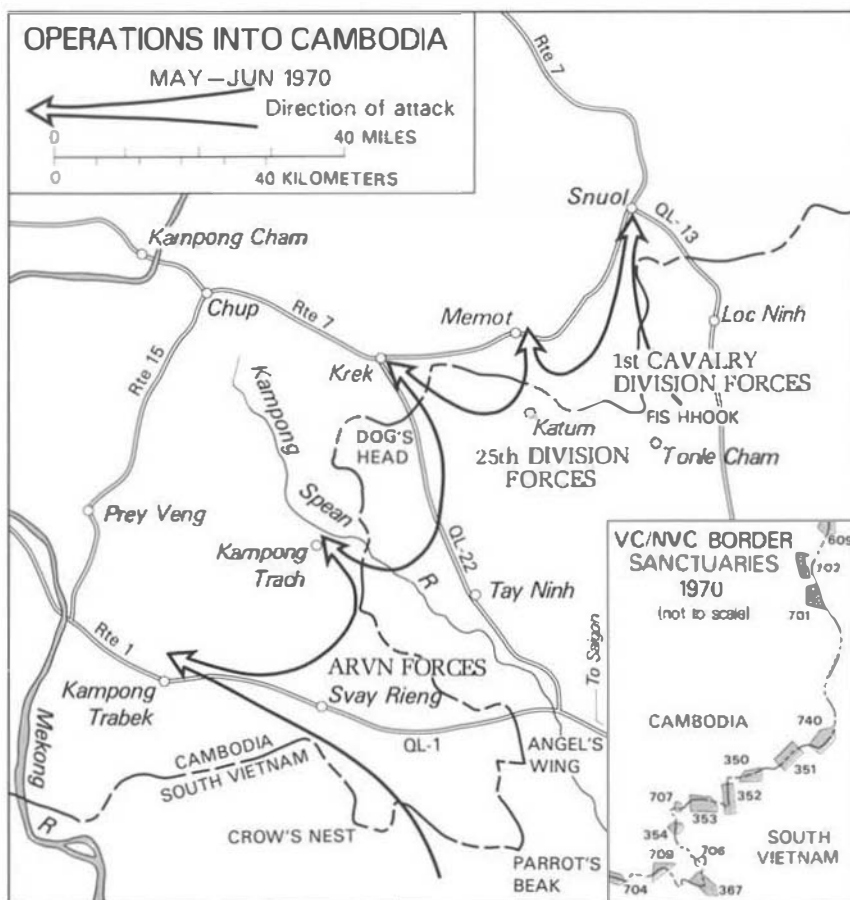 OPERATIONS INTO CAMBODIA
MAY–JUN 1970
Direction of attack
0 40 MILES
0 40 KILOMETERS
Rte 7
Snuol
QL-13
Kampong Cham
Chup
Rte 7
Memot
Loc Ninh
Rte 15
Krek
1st CAVALRY
DIVISION FORCES
Kampong
Spean
R
DOG'S
HEAD
FISHHOOK
Katum
25th DIVISION
FORCES
Tonle Cham
Prey Veng
Kampong
Trach
QL-22
Tay Ninh
To Saigon
Rte 1
ARVN FORCES
Kampong
Trabek
Svay Rieng
QL-1
Mekong
R
CAMBODIA
SOUTH VIETNAM
ANGEL'S
WING
CROW'S NEST
PARROT'S
BEAK
VC/NVC BORDER
SANCTUARIES
1970
(not to scale)
609
702
701
CAMBODIA
740
350
351
707
352
353
354
SOUTH
VIETNAM
709
706
704
367